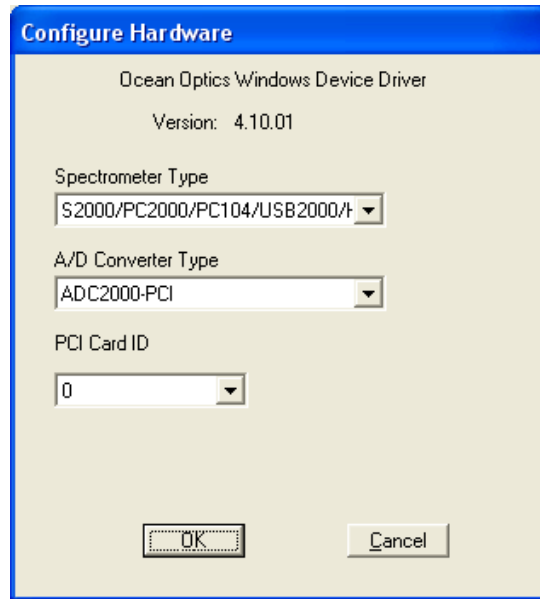 Configure Hardware
Ocean Optics Windows Device Driver
Version: 4.10.01
Spectrometer Type
S2000/PC2000/PC104/USB2000/H
A/D Converter Type
ADC2000-PCI
PCI Card ID
0
OK Cancel